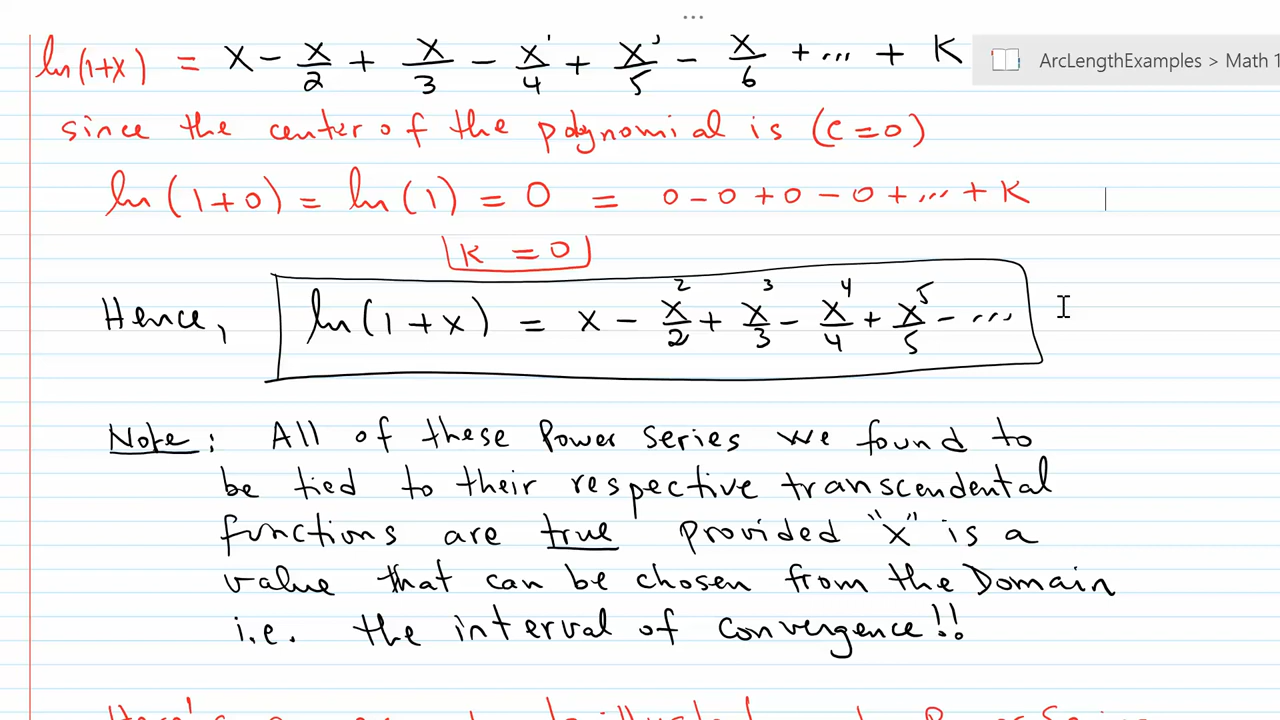 ...
ln(1+x) = x - x/2 + x/3 - x/4 + x⁵/5 - x/6 + ... + K
ArcLengthExamples > Math 1
since the center of the polynomial is (c=0)
ln(1+0) = ln(1) = 0 = 0-0+0-0+...+K
K = 0
Hence, ln(1+x) = x - x²/2 + x³/3 - x⁴/4 + x⁵/5 - ...
Note: All of these Power series we found to
be tied to their respective transcendental
functions are true provided "x" is a
value that can be chosen from the Domain
i.e. the interval of convergence!!
Here's